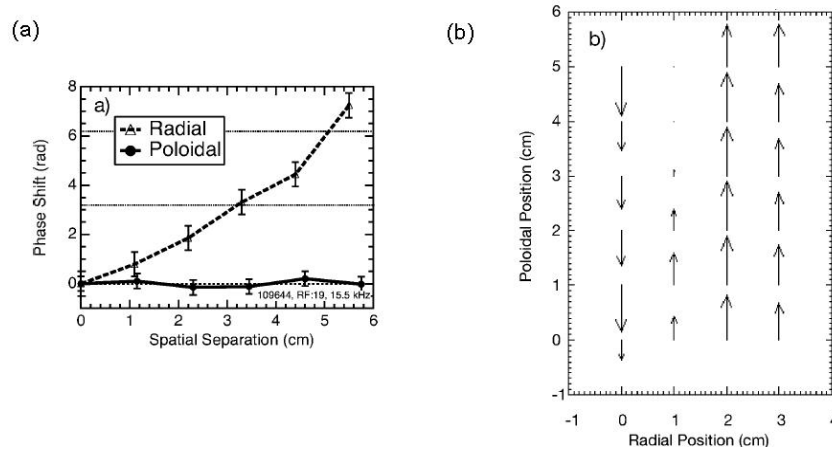 (a)
a)
Radial
Poloidal
8
6
4
2
0
Phase Shift (rad)
109644, RF:19, 15.5 kHz
0 1 2 3 4 5 6
Spatial Separation (cm)
(b)
b)
6
5
4
3
2
1
0
-1
Poloidal Position (cm)
-1 0 1 2 3 4
Radial Position (cm)